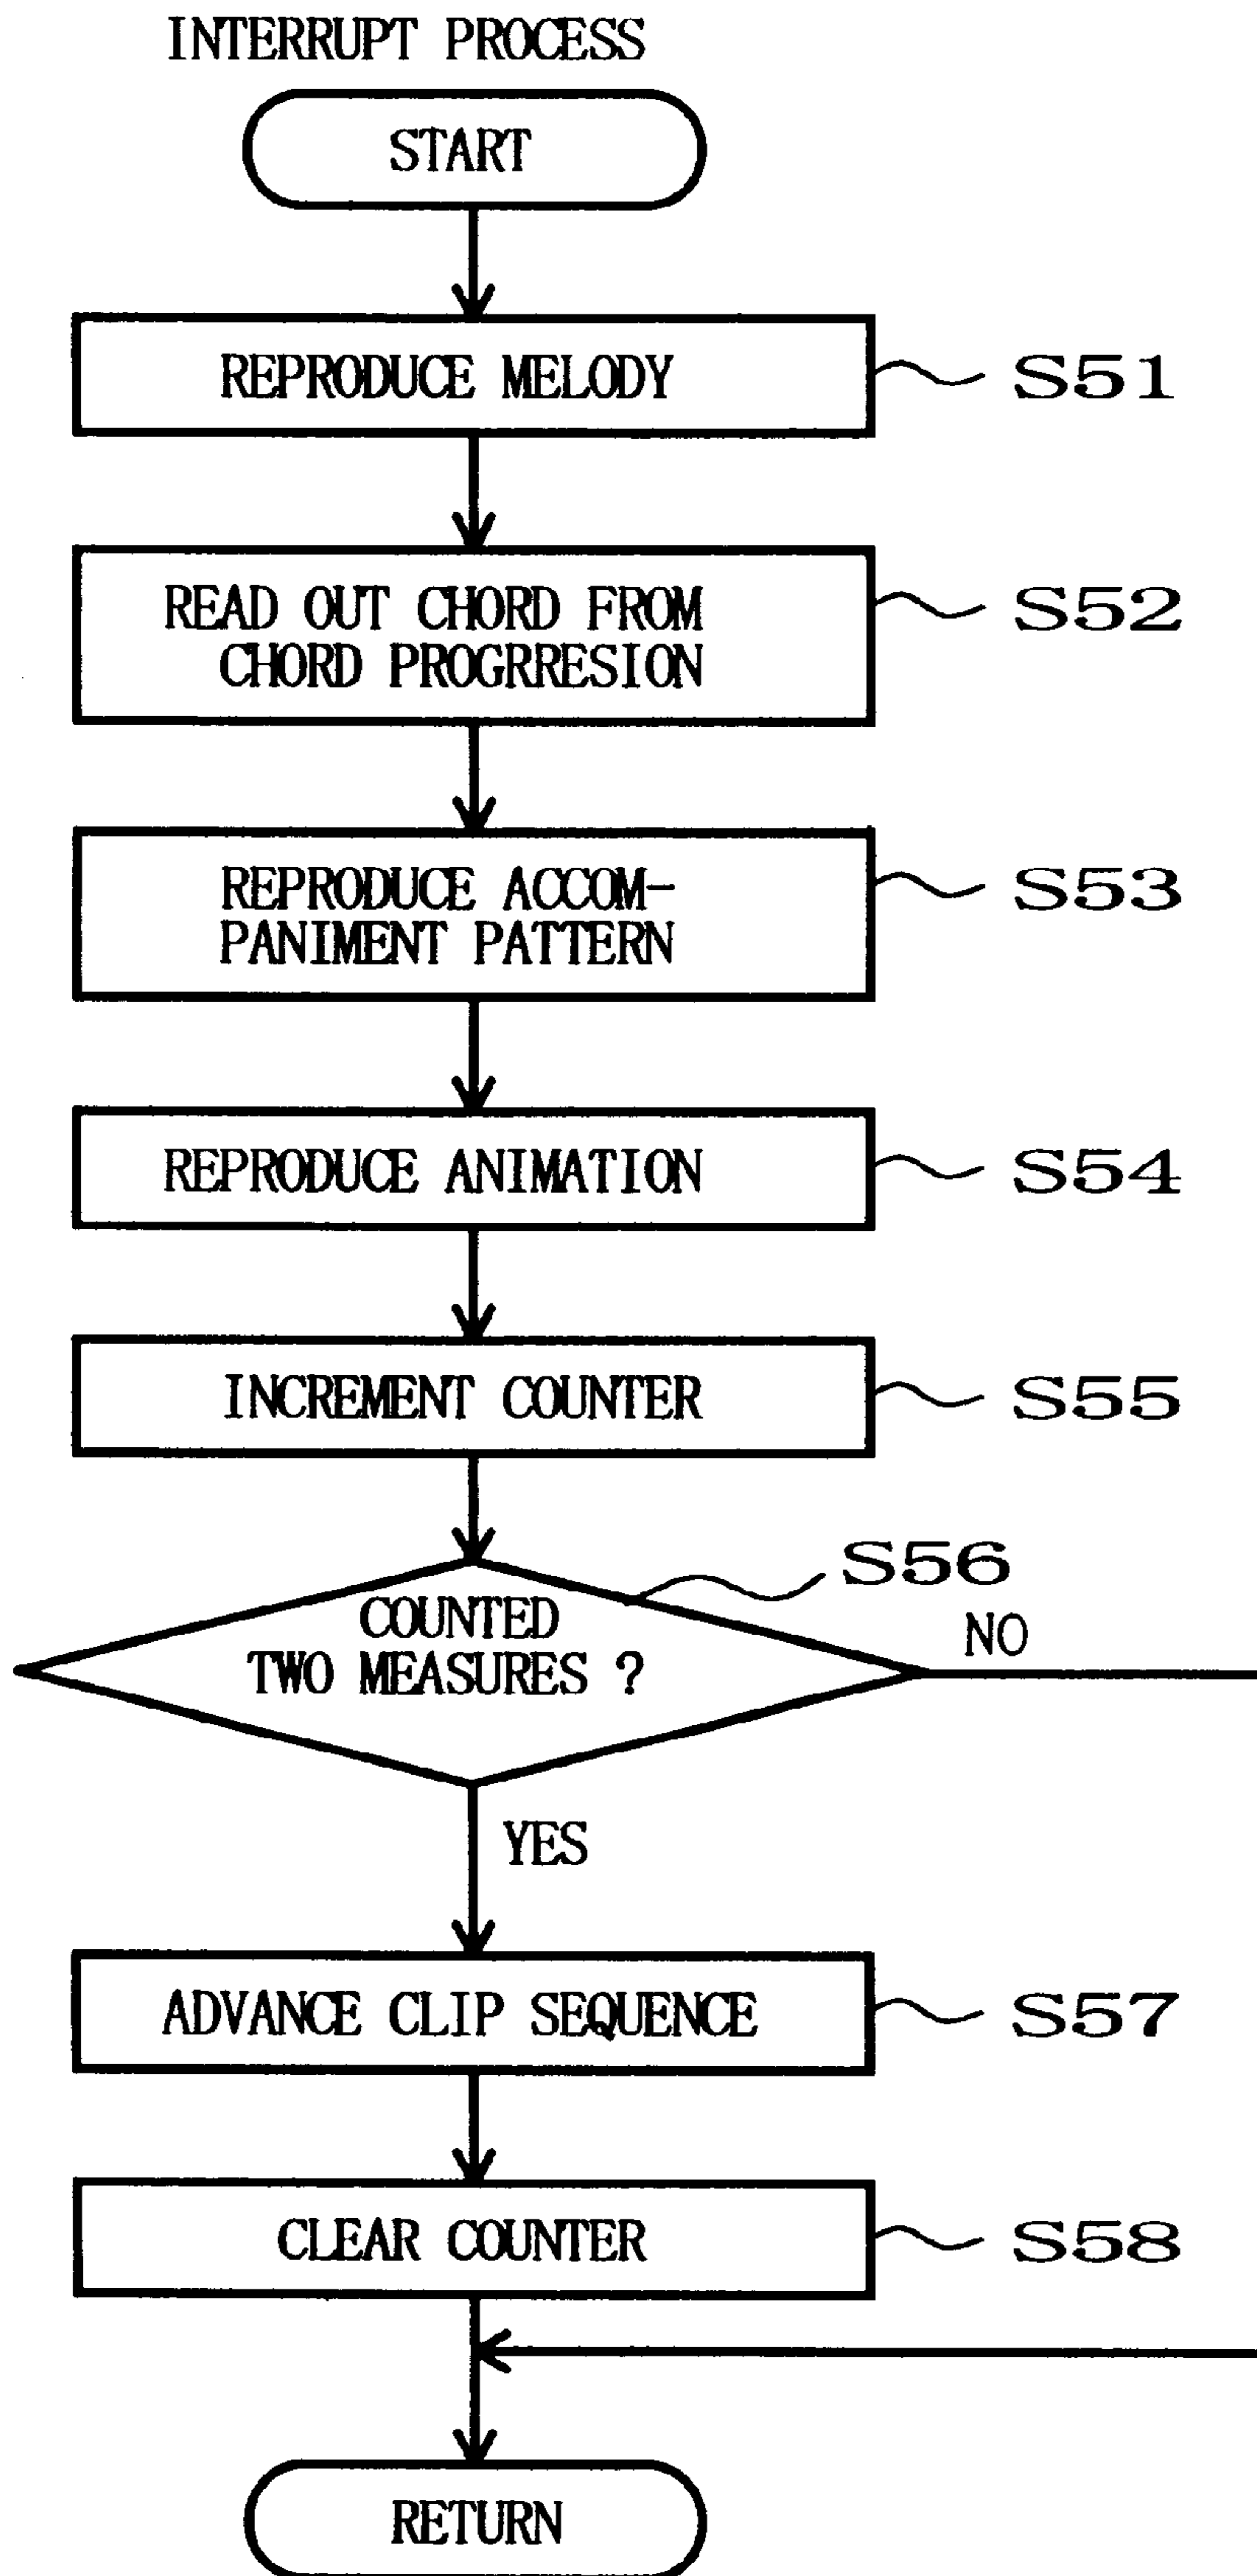 INTERRUPT PROCESS
START
REPRODUCE MELODY
S51
READ OUT CHORD FROM
CHORD PROGRRESION
S52
REPRODUCE ACCOM-
PANIMENT PATTERN
S53
REPRODUCE ANIMATION
S54
INCREMENT COUNTER
S55
S56
COUNTED
TWO MEASURES ?
NO
YES
ADVANCE CLIP SEQUENCE
S57
CLEAR COUNTER
S58
RETURN